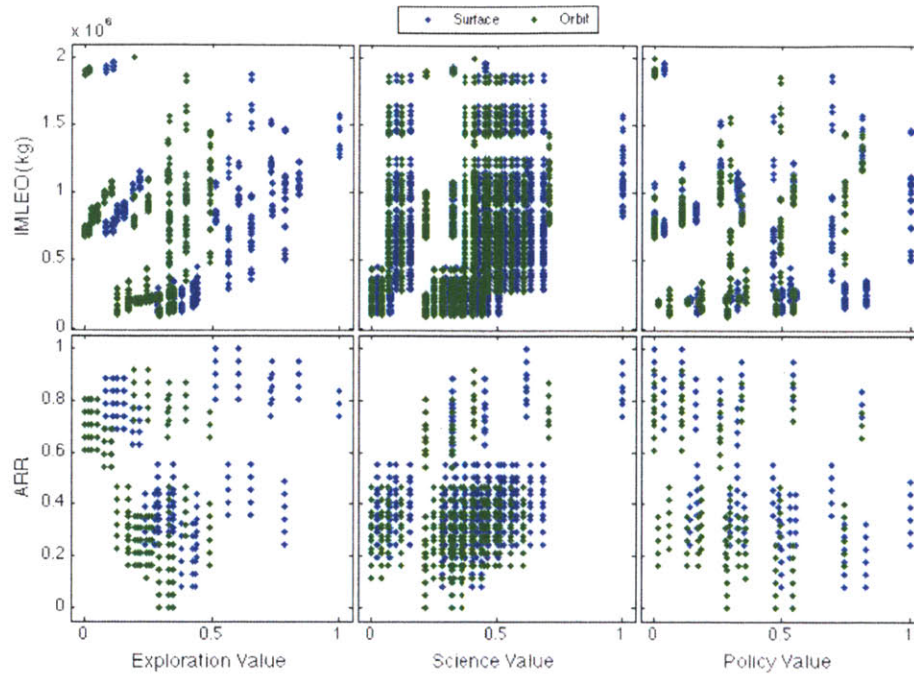 Surface Orbit
x 10^6
2
1.5
1
0.5
0
IMLEO(kg)
1
0.8
0.6
0.4
0.2
0
ARR
0 0.5 1 0 0.5 1 0 0.5 1
Exploration Value Science Value Policy Value